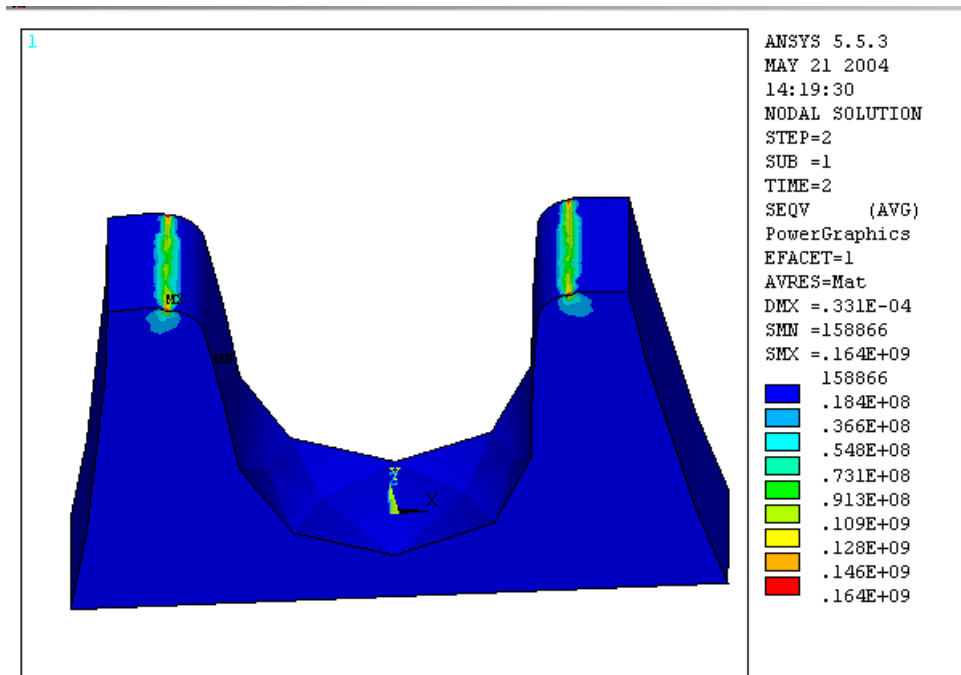 1
ANSYS 5.5.3
MAY 21 2004
14:19:30
NODAL SOLUTION
STEP=2
SUB =1
TIME=2
SEQV (AVG)
PowerGraphics
EFACET=1
AVRES=Mat
DMX =.331E-04
SMN =158866
SMX =.164E+09
158866
.184E+08
.366E+08
.548E+08
.731E+08
.913E+08
.109E+09
.128E+09
.146E+09
.164E+09
MX
MN
Y
Z
X